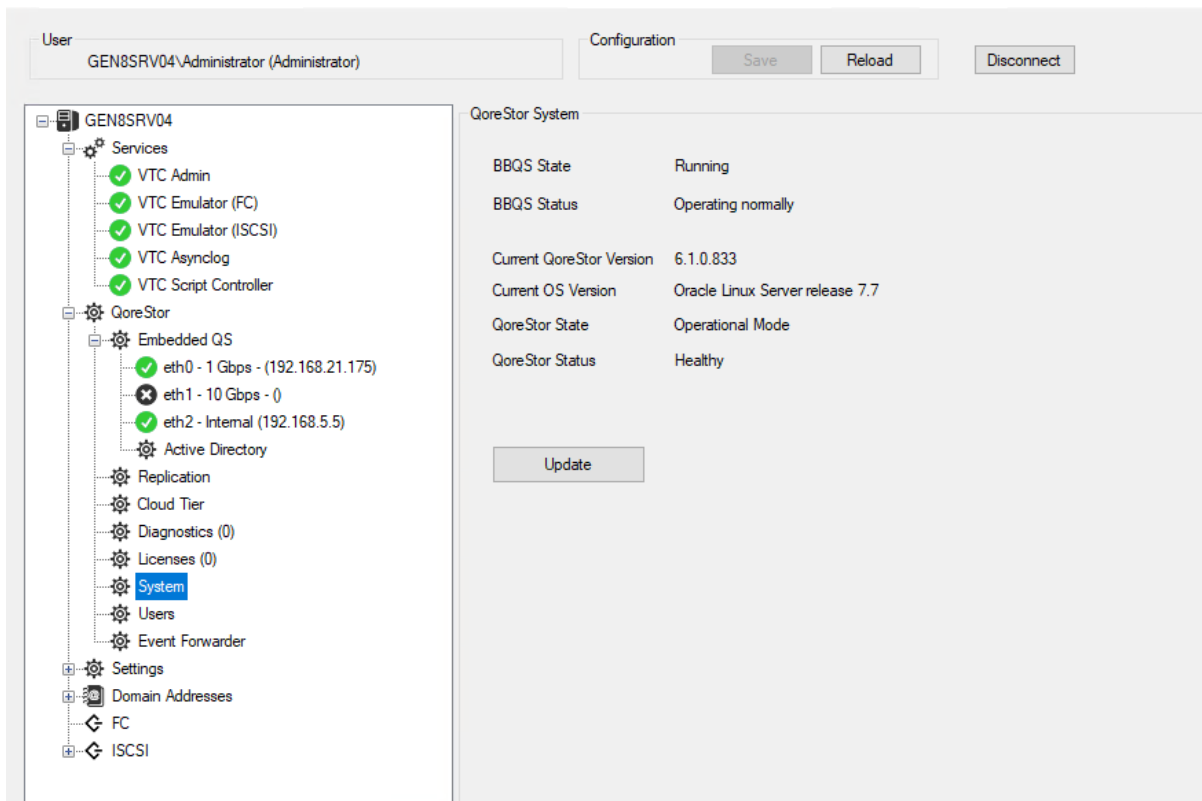 User
GEN8SRV04\Administrator (Administrator)
Configuration
Save
Reload
Disconnect
GEN8SRV04
Services
VTC Admin
VTC Emulator (FC)
VTC Emulator (ISCSI)
VTC Asynclog
VTC Script Controller
QoreStor
Embedded QS
eth0 - 1 Gbps - (192.168.21.175)
eth1 - 10 Gbps - ()
eth2 - Internal (192.168.5.5)
Active Directory
Replication
Cloud Tier
Diagnostics (0)
Licenses (0)
System
Users
Event Forwarder
Settings
Domain Addresses
FC
ISCSI
QoreStor System
BBQS State Running
BBQS Status Operating normally
Current QoreStor Version 6.1.0.833
Current OS Version Oracle Linux Server release 7.7
QoreStor State Operational Mode
QoreStor Status Healthy
Update